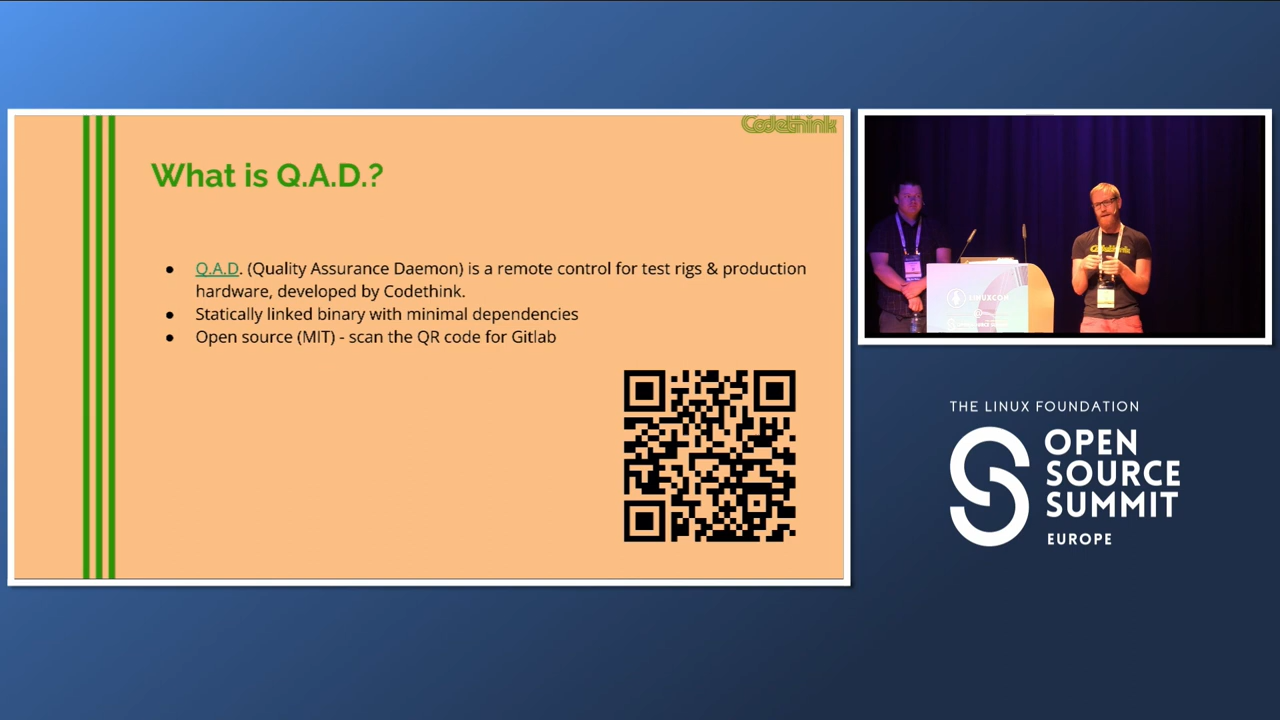 Codethink
What is Q.A.D.?
● Q.A.D. (Quality Assurance Daemon) is a remote control for test rigs & production
hardware, developed by Codethink.
● Statically linked binary with minimal dependencies
● Open source (MIT) - scan the QR code for Gitlab
Codethink
LINUXCON
THE LINUX FOUNDATION
OPEN
SOURCE
SUMMIT
EUROPE